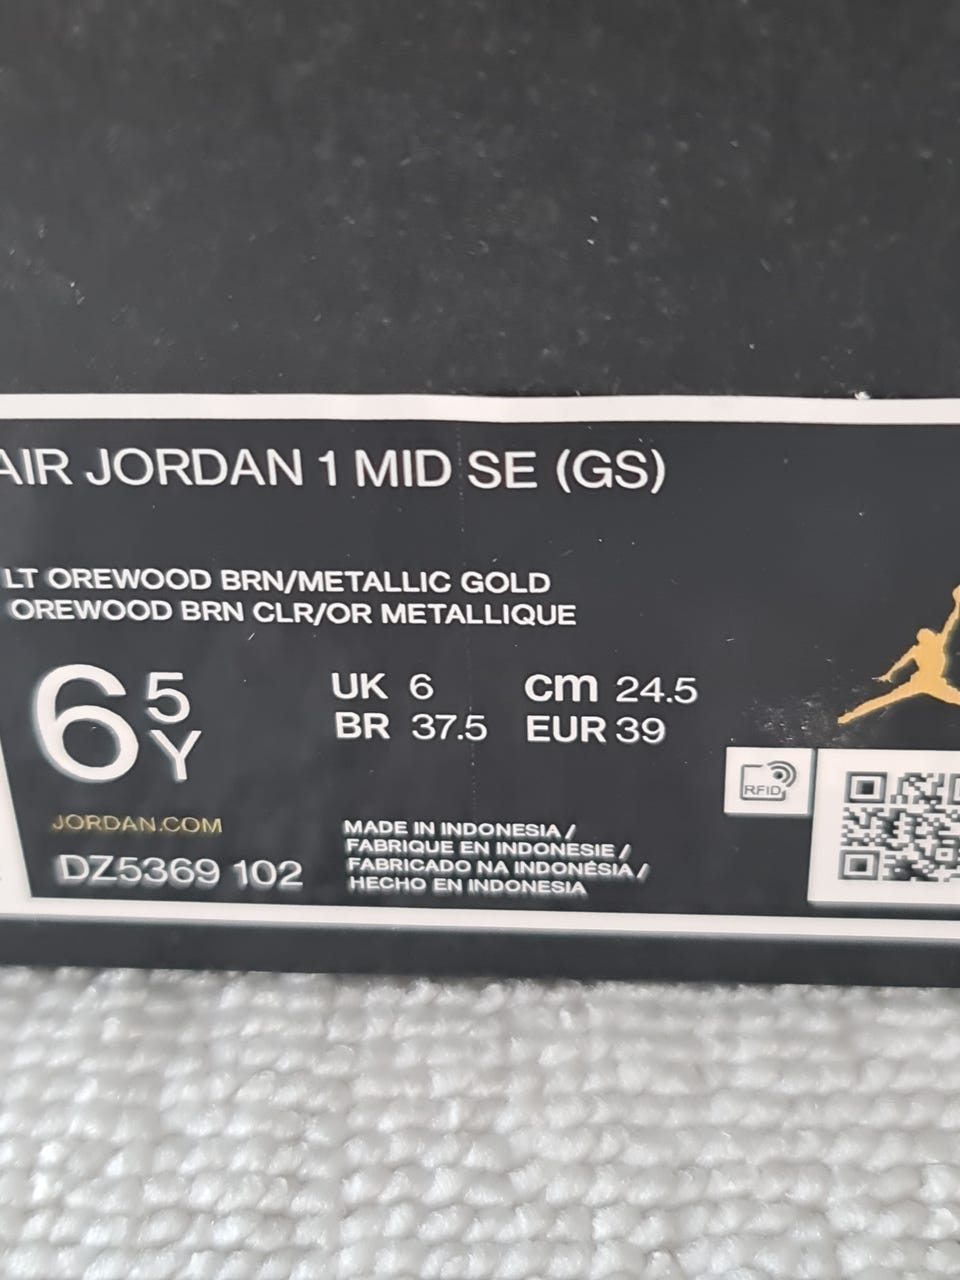 AIR JORDAN 1 MID SE (GS)
LT OREWOOD BRN/METALLIC GOLD
OREWOOD BRN CLR/OR METALLIQUE
6 5 Y
UK 6 cm 24.5
BR 37.5 EUR 39
RFID
JORDAN.COM
DZ5369 102
MADE IN INDONESIA /
FABRIQUE EN INDONESIE /
FABRICADO NA INDONÉSIA /
HECHO EN INDONESIA